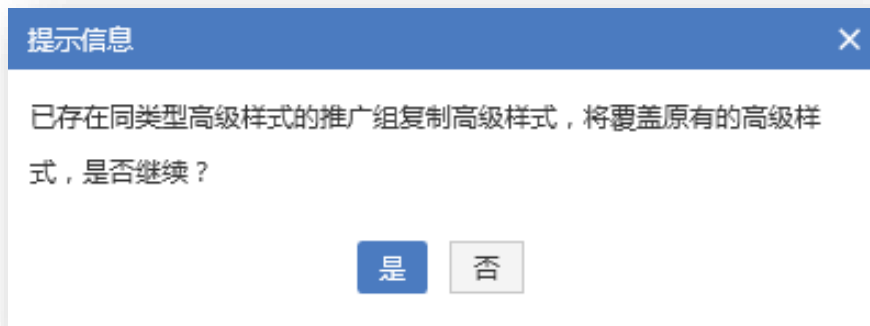 提示信息
已存在同类型高级样式的推广组复制高级样式，将覆盖原有的高级样
式，是否继续？
是
否